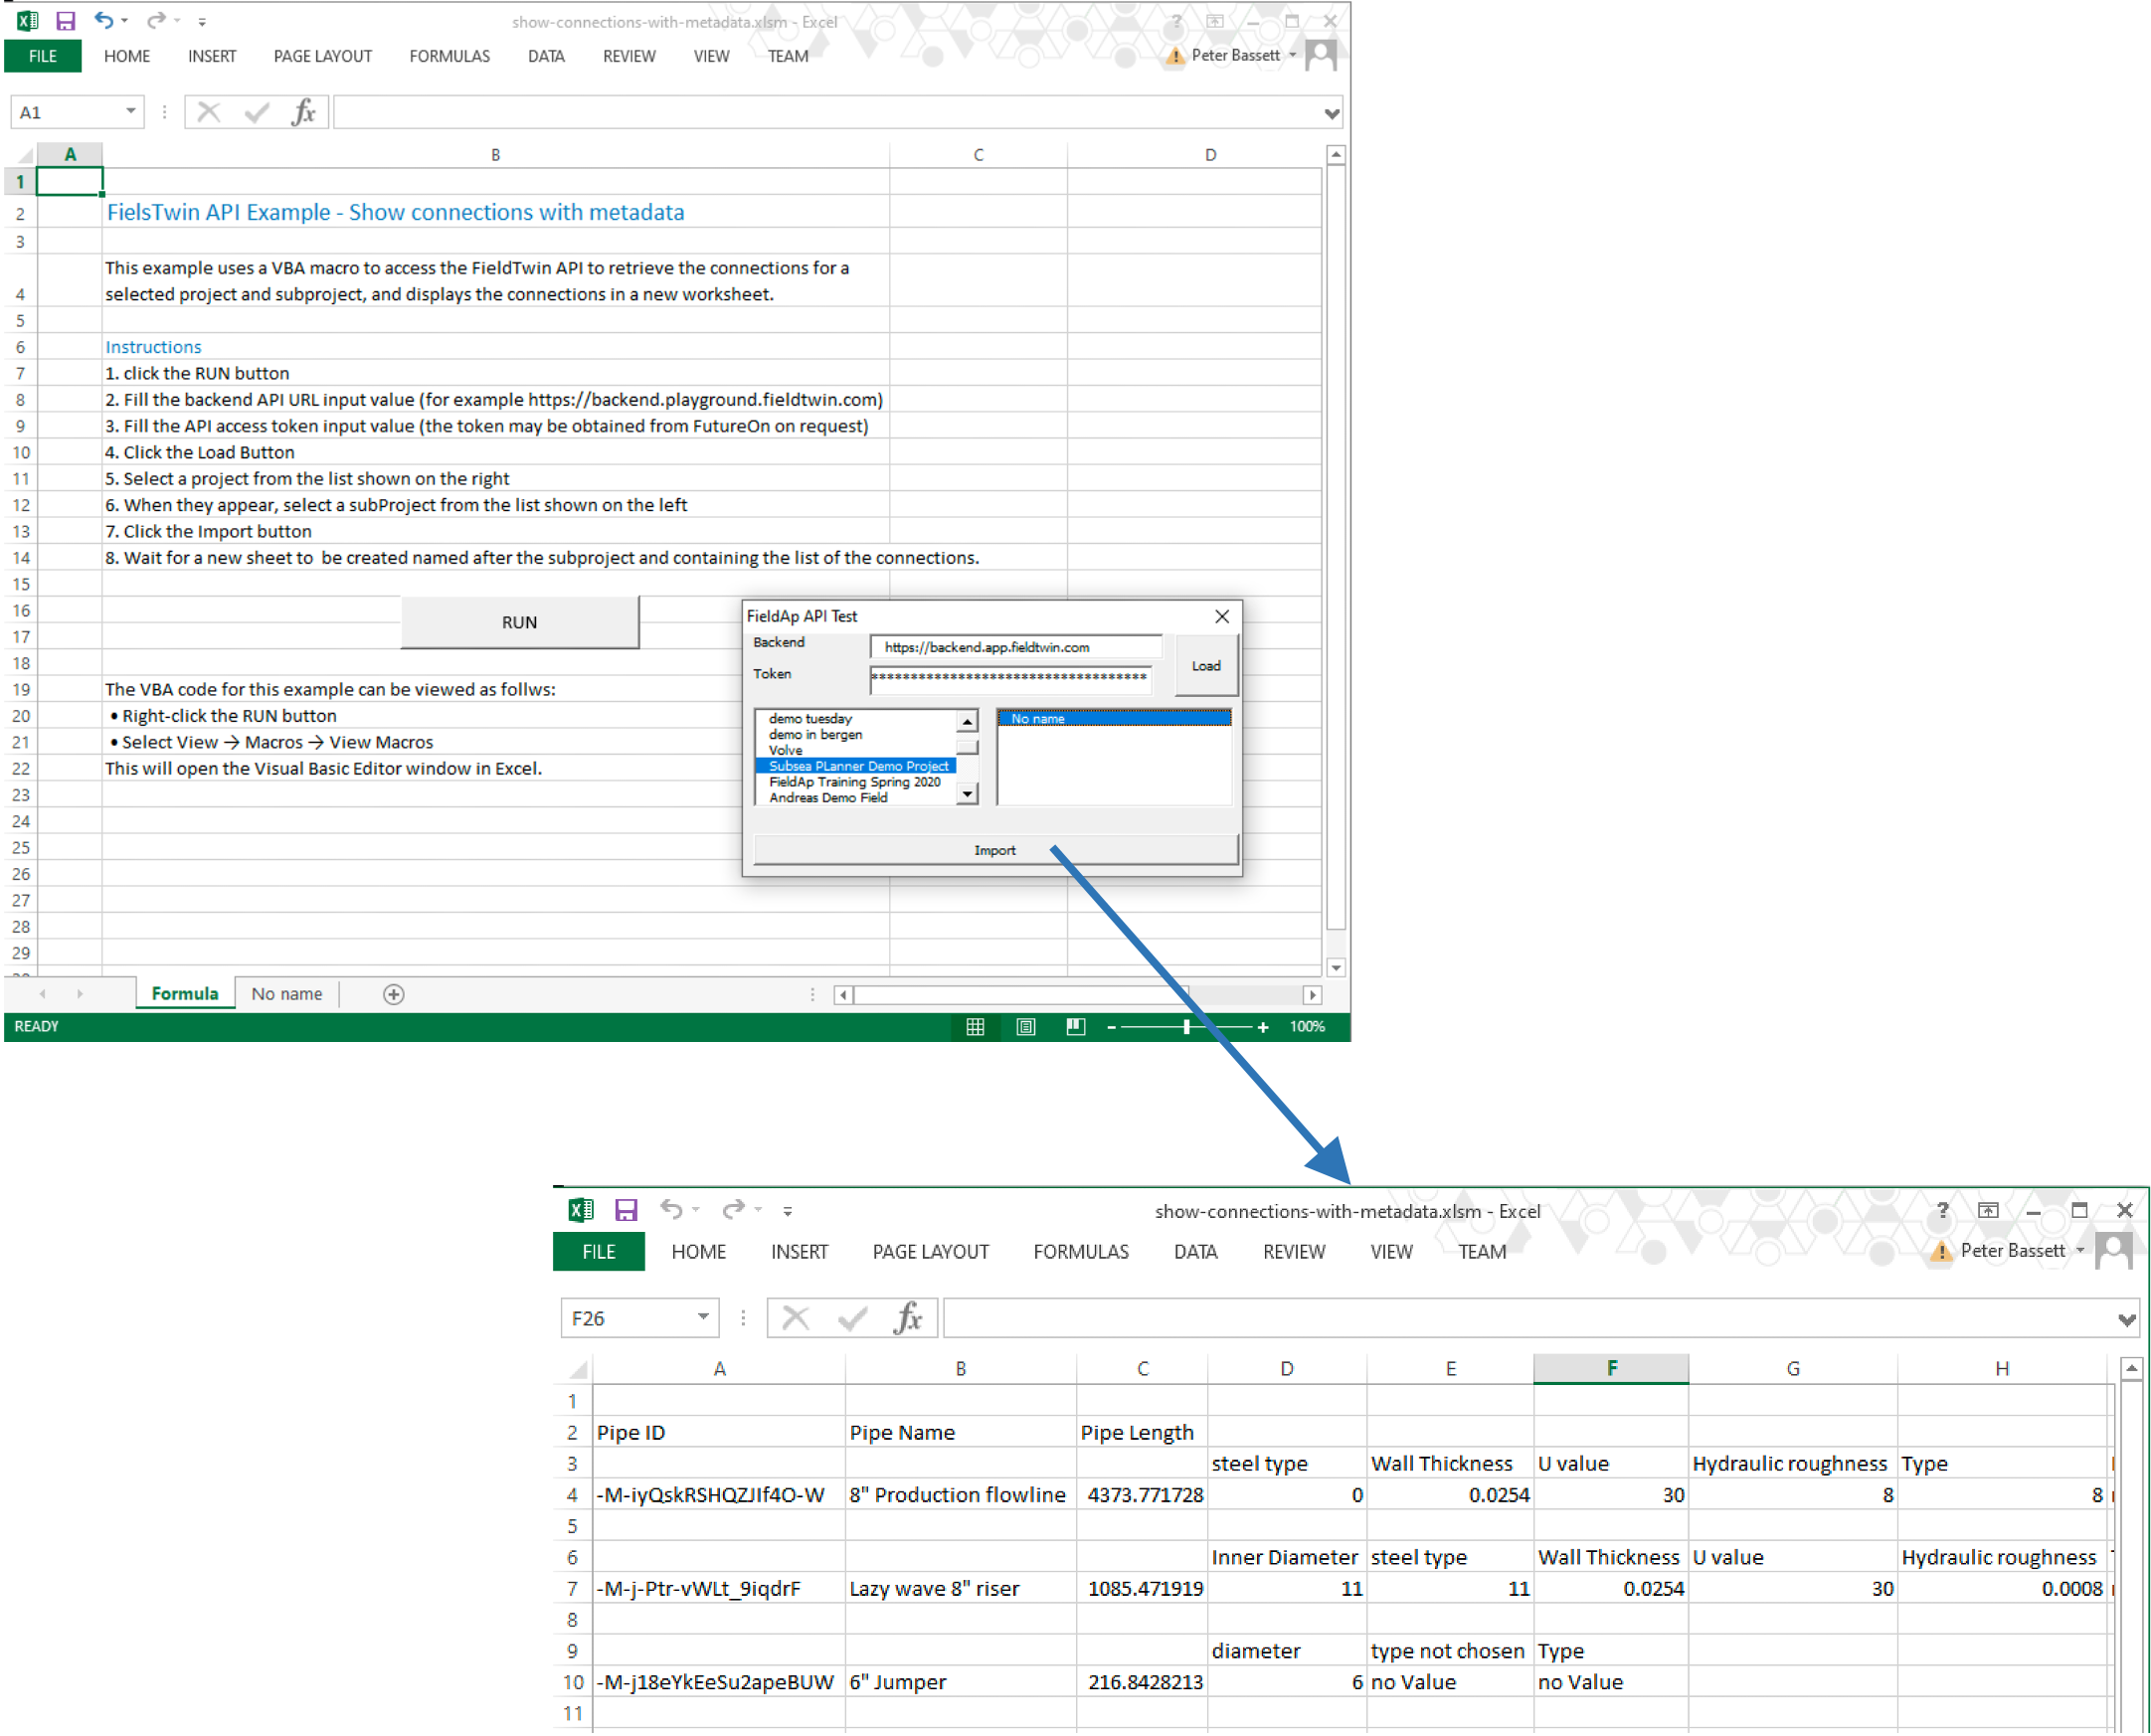 show-connections-with-metadata.xlsm - Excel
FILE HOME INSERT PAGE LAYOUT FORMULAS DATA REVIEW VIEW TEAM Peter Bassett
A1 fx
A B C D
1
2 FielsTwin API Example - Show connections with metadata
3
This example uses a VBA macro to access the FieldTwin API to retrieve the connections for a
4 selected project and subproject, and displays the connections in a new worksheet.
5
6 Instructions
7 1. click the RUN button
8 2. Fill the backend API URL input value (for example https://backend.playground.fieldtwin.com)
9 3. Fill the API access token input value (the token may be obtained from FutureOn on request)
10 4. Click the Load Button
11 5. Select a project from the list shown on the right
12 6. When they appear, select a subProject from the list shown on the left
13 7. Click the Import button
14 8. Wait for a new sheet to  be created named after the subproject and containing the list of the connections.
15
16
RUN
17
18
19 The VBA code for this example can be viewed as follws:
20 • Right-click the RUN button
21 • Select View → Macros → View Macros
22 This will open the Visual Basic Editor window in Excel.
23
24
25
26
27
28
29
FieldAp API Test
Backend https://backend.app.fieldtwin.com
Load
Token ***********************************
demo tuesday
demo in bergen
Volve
Subsea PLanner Demo Project
FieldAp Training Spring 2020
Andreas Demo Field
No name
Import
Formula No name
READY 100%
show-connections-with-metadata.xlsm - Excel
FILE HOME INSERT PAGE LAYOUT FORMULAS DATA REVIEW VIEW TEAM Peter Bassett
F26 fx
A B C D E F G H
1
2 Pipe ID Pipe Name Pipe Length
3 steel type Wall Thickness U value Hydraulic roughness Type
4 -M-iyQskRSHQZJIf4O-W 8" Production flowline 4373.771728 0 0.0254 30 8 8
5
6 Inner Diameter steel type Wall Thickness U value Hydraulic roughness
7 -M-j-Ptr-vWLt_9iqdrF Lazy wave 8" riser 1085.471919 11 11 0.0254 30 0.0008
8
9 diameter type not chosen Type
10 -M-j18eYkEeSu2apeBUW 6" Jumper 216.8428213 6 no Value no Value
11